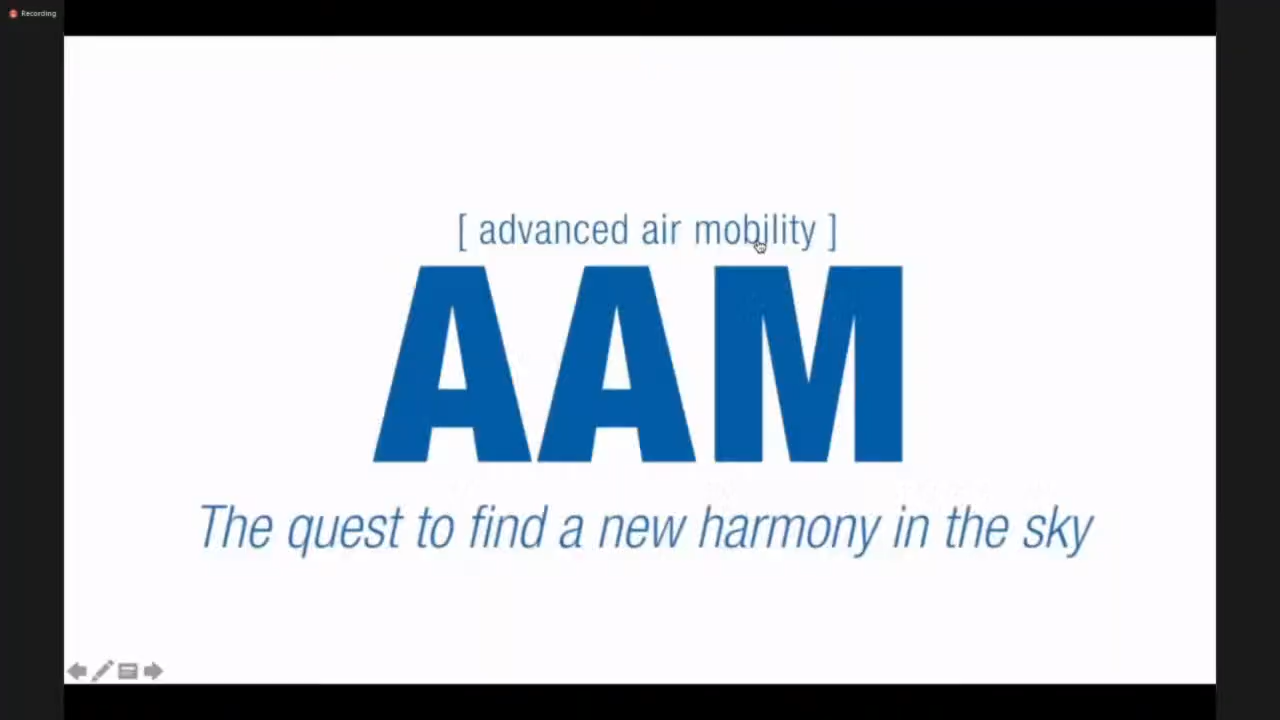 Recording
[ advanced air mobility ]
AAM
The quest to find a new harmony in the sky